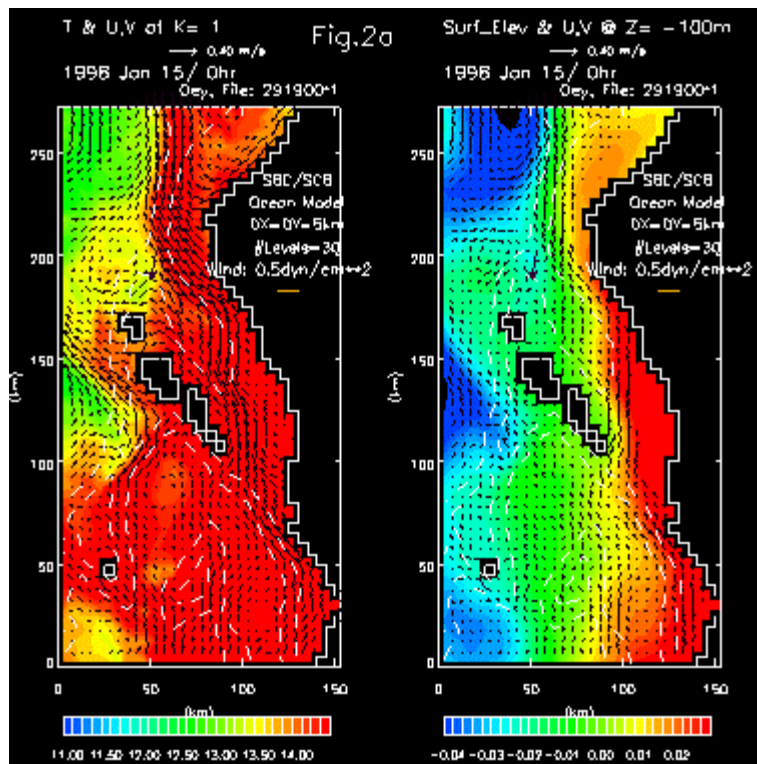 T & U,V at K= 1
0.40 m/s
Fig.2a
1998 Jan 15/ 0hr
Oey, File: 291900*1
SBC/SCB
Ocean Model
DX=DY=5km
#Levels=30
Wind: 0.5dyn/cm**2
250
200
150
100
50
0
(km)
0 50 100 150
(km)
11.00 11.50 12.00 12.50 13.00 13.50 14.00
Surf_Elev & U,V @ Z= -100m
0.40 m/s
1998 Jan 15/ 0hr
Oey, File: 291900*1
SBC/SCB
Ocean Model
DX=DY=5km
#Levels=30
Wind: 0.5dyn/cm**2
250
200
150
100
50
0
(km)
0 50 100 150
(km)
-0.04 -0.03 -0.02 -0.01 0.00 0.01 0.02